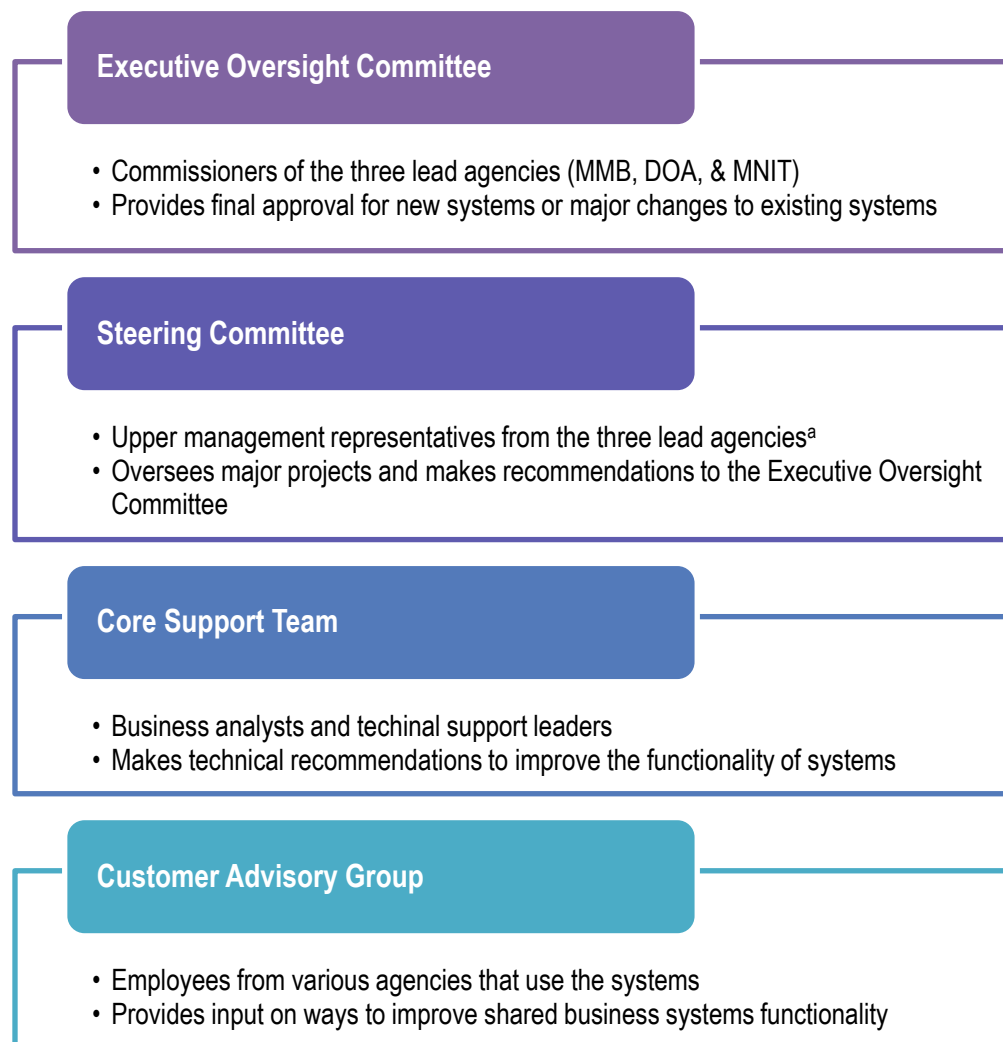 Executive Oversight Committee
• Commissioners of the three lead agencies (MMB, DOA, & MNIT)
• Provides final approval for new systems or major changes to existing systems
Steering Committee
• Upper management representatives from the three lead agenciesᵃ
• Oversees major projects and makes recommendations to the Executive Oversight
Committee
Core Support Team
• Business analysts and techinal support leaders
• Makes technical recommendations to improve the functionality of systems
Customer Advisory Group
• Employees from various agencies that use the systems
• Provides input on ways to improve shared business systems functionality